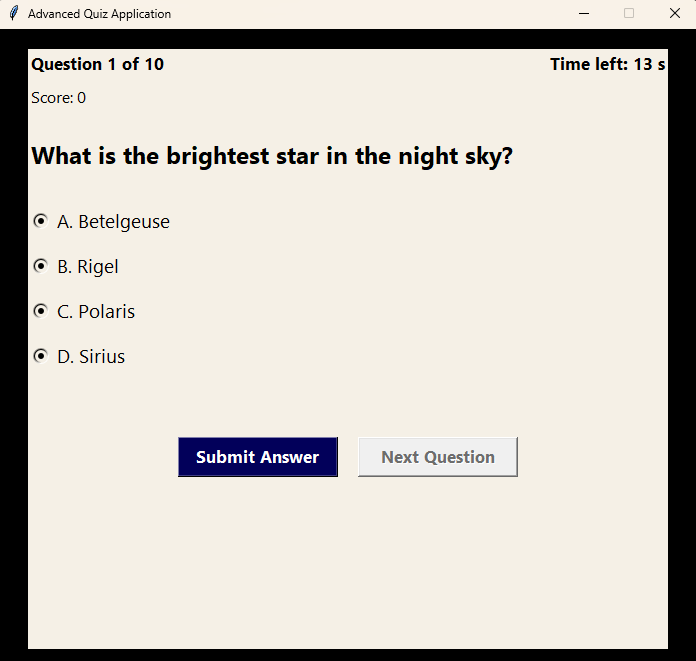 Advanced Quiz Application
Question 1 of 10 Time left: 13 s
Score: 0
What is the brightest star in the night sky?
A. Betelgeuse
B. Rigel
C. Polaris
D. Sirius
Submit Answer Next Question